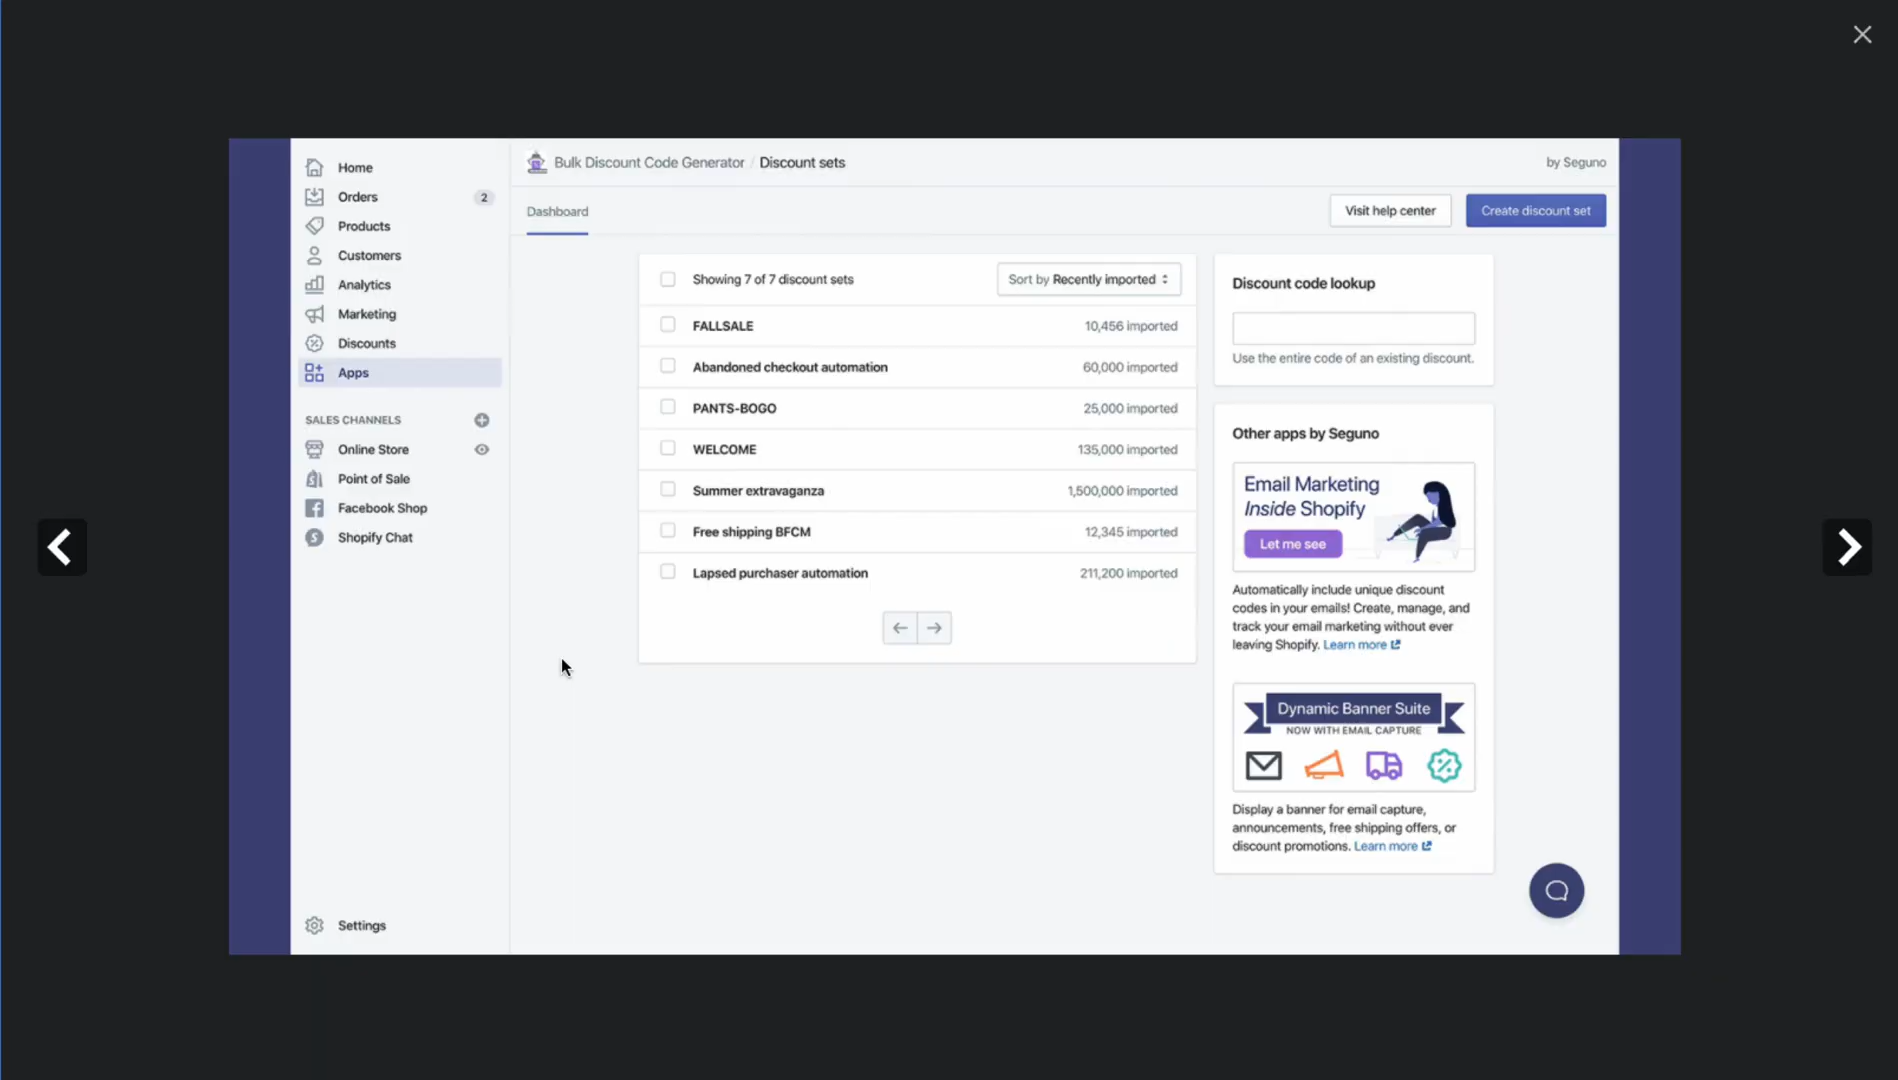 Home
Orders 2
Products
Customers
Analytics
Marketing
Discounts
Apps
SALES CHANNELS
Online Store
Point of Sale
Facebook Shop
Shopify Chat
Settings
Bulk Discount Code Generator / Discount sets
by Seguno
Dashboard
Visit help center
Create discount set
Showing 7 of 7 discount sets
Sort by Recently imported
FALLSALE 10,456 imported
Abandoned checkout automation 60,000 imported
PANTS-BOGO 25,000 imported
WELCOME 135,000 imported
Summer extravaganza 1,500,000 imported
Free shipping BFCM 12,345 imported
Lapsed purchaser automation 211,200 imported
Discount code lookup
Use the entire code of an existing discount.
Other apps by Seguno
Email Marketing
Inside Shopify
Let me see
Automatically include unique discount
codes in your emails! Create, manage, and
track your email marketing without ever
leaving Shopify. Learn more
Dynamic Banner Suite
NOW WITH EMAIL CAPTURE
Display a banner for email capture,
announcements, free shipping offers, or
discount promotions. Learn more